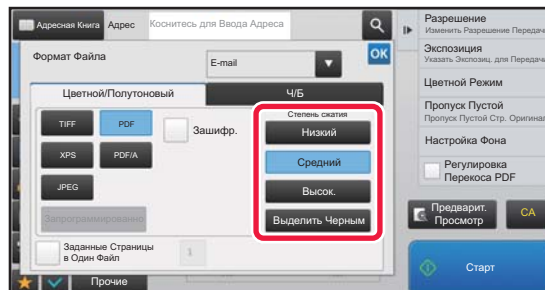 Адресная Книга
Адрес
Коснитесь для Ввода Адреса
Формат Файла
E-mail
OK
Цветной/Полутоновый
Ч/Б
TIFF
PDF
Зашифр.
XPS
PDF/A
JPEG
Запрограммированно
Степень сжатия
Низкий
Средний
Высок.
Выделить Черным
Заданные Страницы
в Один Файл
1
Прочие
Разрешение
Изменить Разрешение Передачи
Экспозиция
Указать Экспозиц. для Передачи
Цветной Режим
Пропуск Пустой
Пропуск Пустой Стр. Оригинал
Настройка Фона
Регулировка
Перекоса PDF
Предварит.
Просмотр
CA
Старт